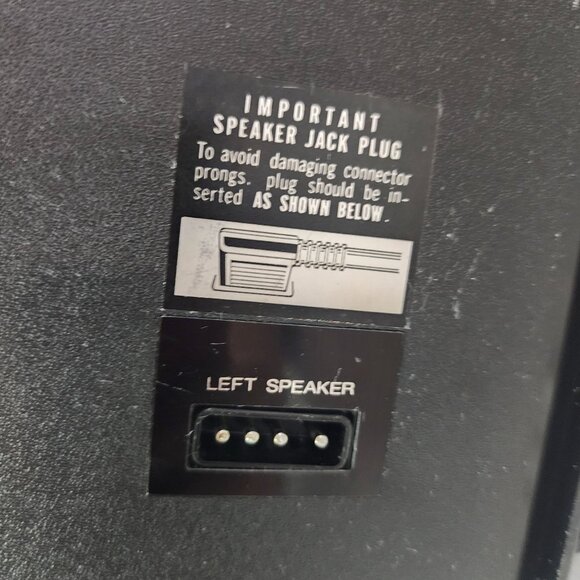 IMPORTANT
SPEAKER JACK PLUG
To avoid damaging connector
prongs. plug should be in-
serted AS SHOWN BELOW.
LEFT SPEAKER